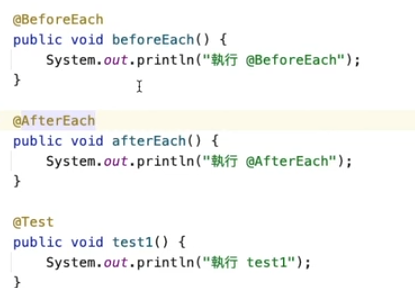 @BeforeEach
public void beforeEach() {
    System.out.println("執行 @BeforeEach");
}
@AfterEach
public void afterEach() {
    System.out.println("執行 @AfterEach");
}
@Test
public void test1() {
    System.out.println("執行 test1");
}